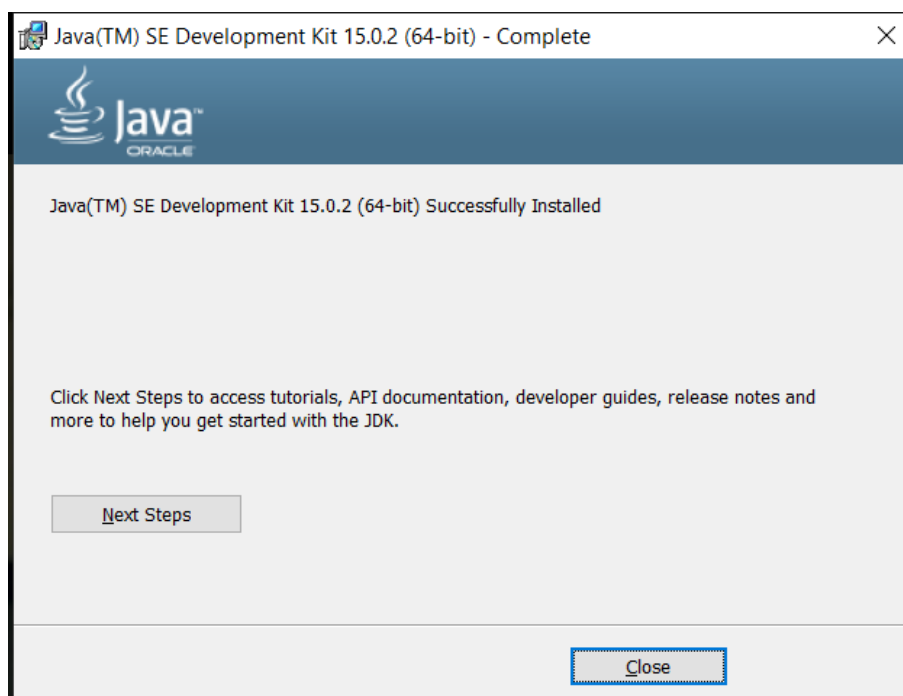 Java(TM) SE Development Kit 15.0.2 (64-bit) - Complete
Java™
ORACLE
Java(TM) SE Development Kit 15.0.2 (64-bit) Successfully Installed
Click Next Steps to access tutorials, API documentation, developer guides, release notes and
more to help you get started with the JDK.
Next Steps
Close